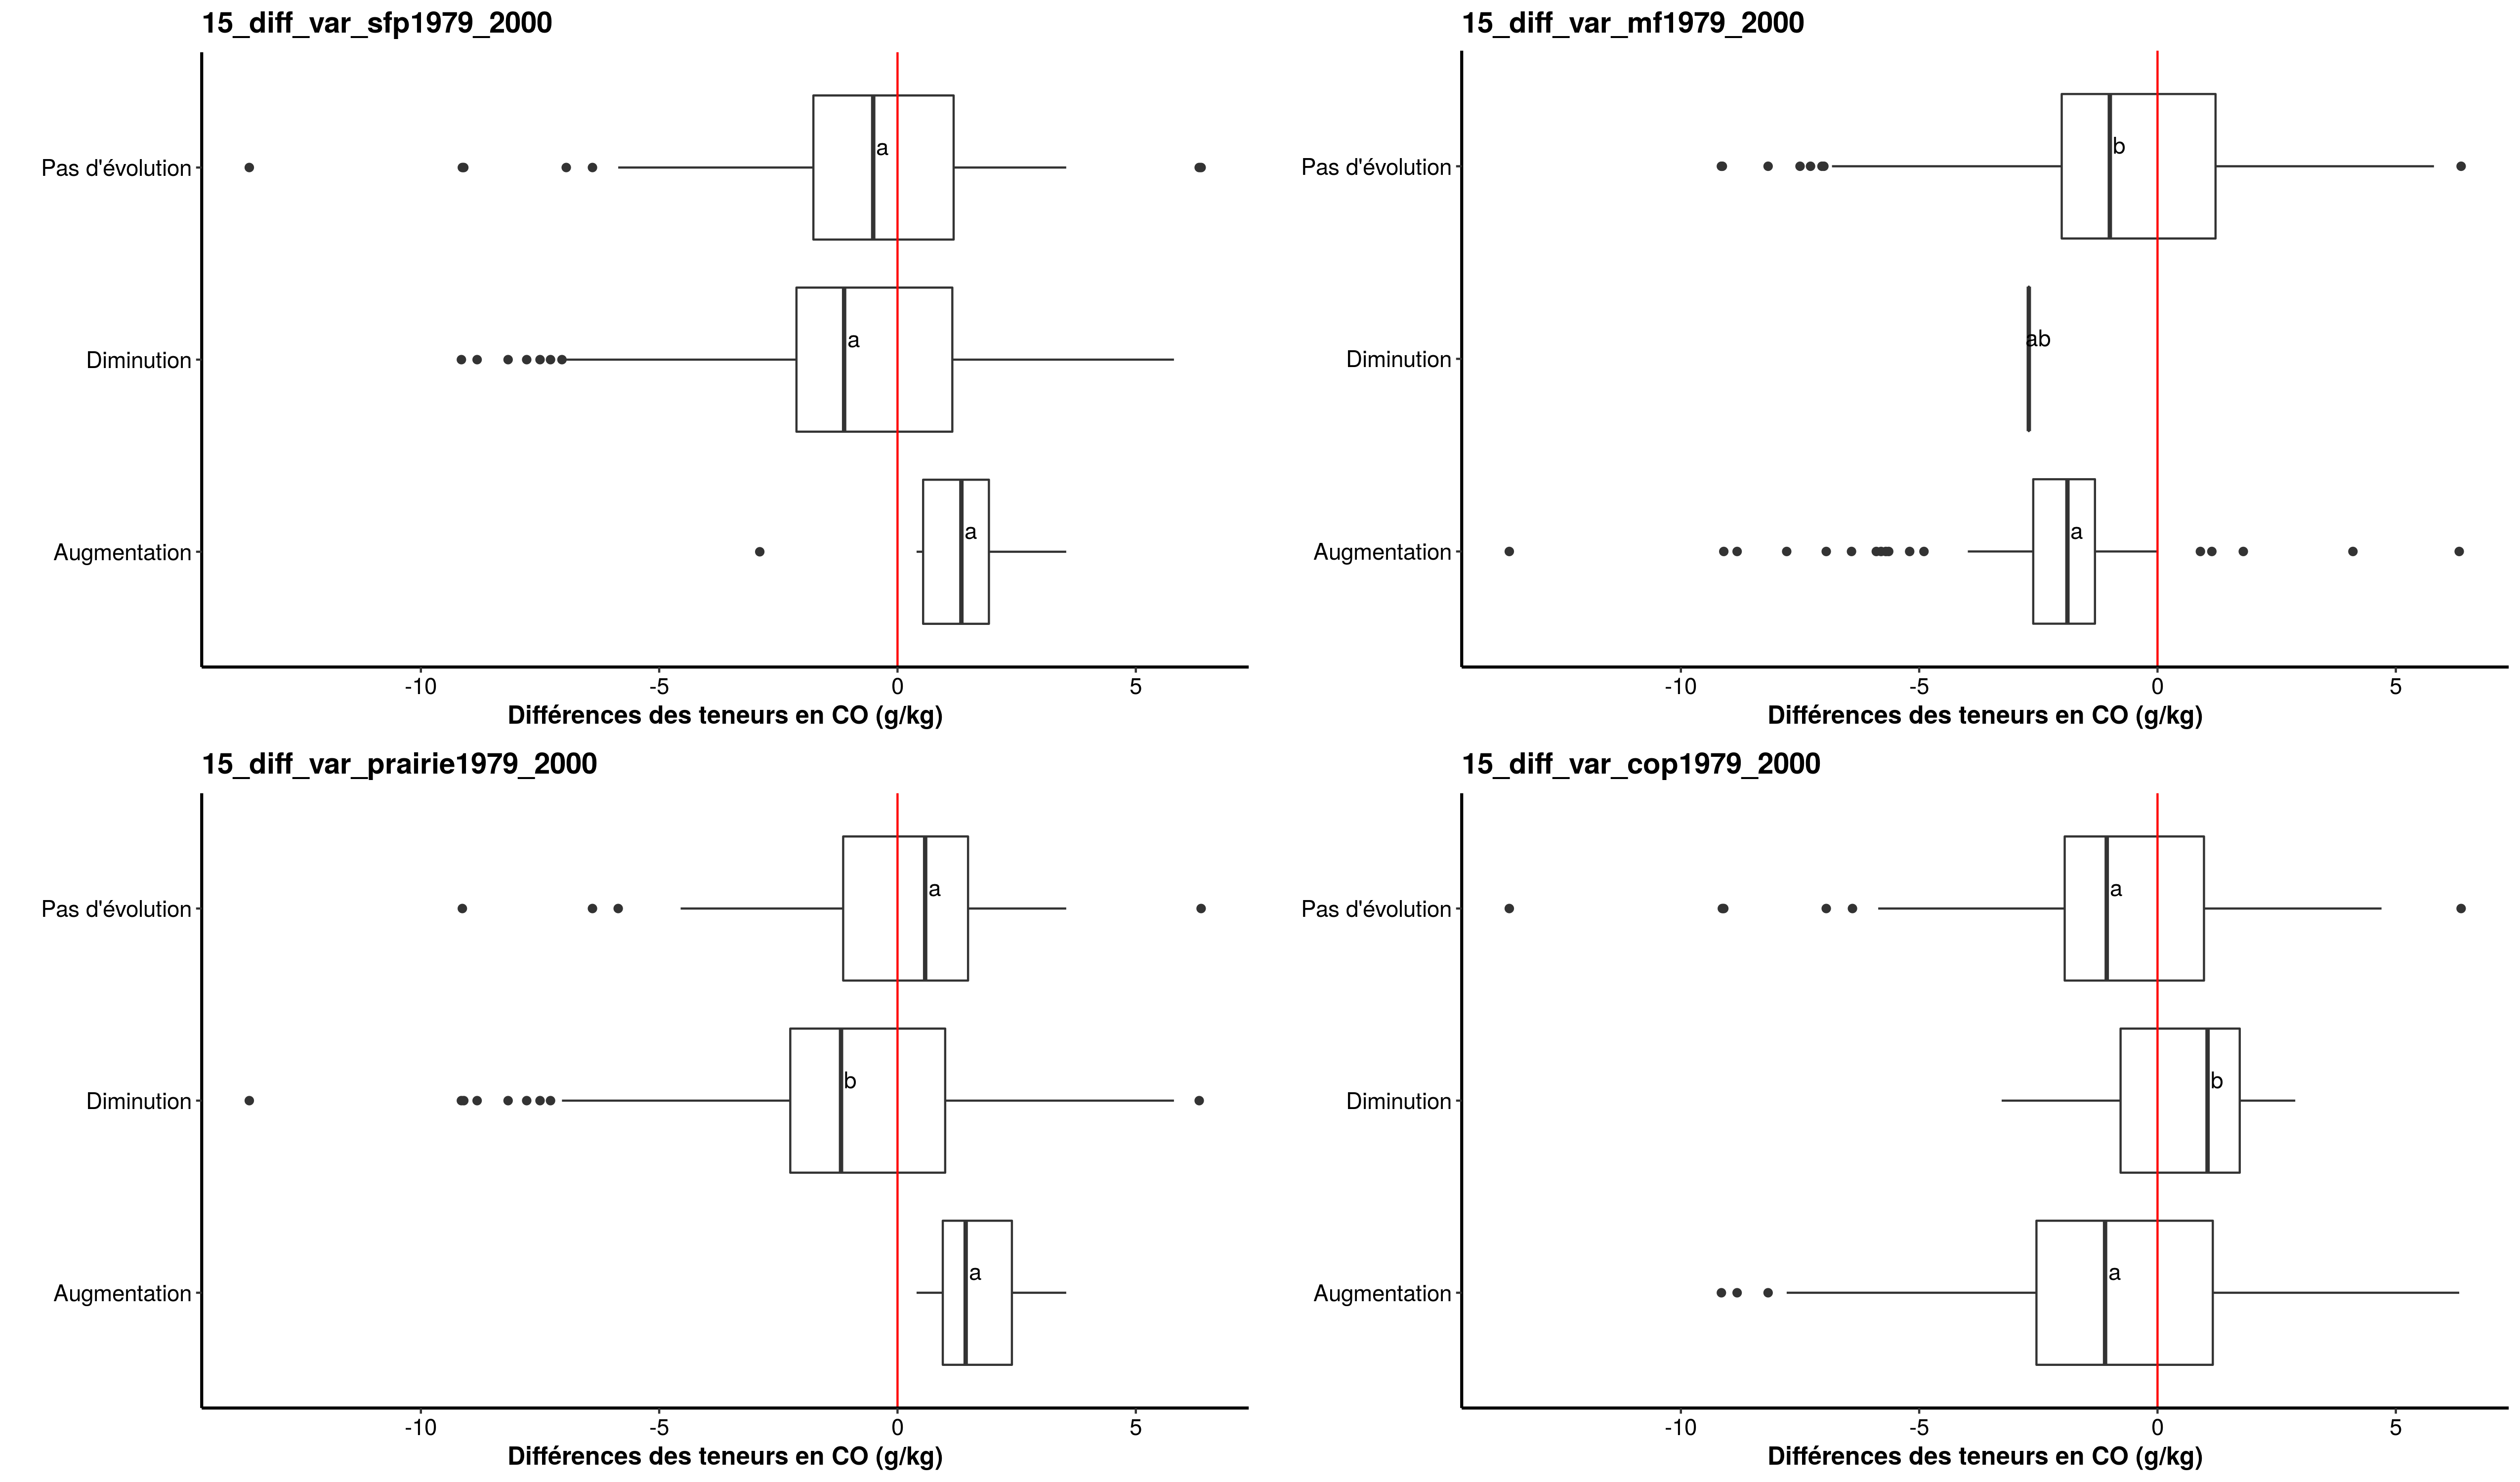 15_diff_var_sfp1979_2000
Pas d'évolution
a
Diminution
a
Augmentation
a
-10 -5 0 5
Différences des teneurs en CO (g/kg)
15_diff_var_mf1979_2000
Pas d'évolution
b
Diminution
ab
Augmentation
a
-10 -5 0 5
Différences des teneurs en CO (g/kg)
15_diff_var_prairie1979_2000
Pas d'évolution
a
Diminution
b
Augmentation
a
-10 -5 0 5
Différences des teneurs en CO (g/kg)
15_diff_var_cop1979_2000
Pas d'évolution
a
Diminution
b
Augmentation
a
-10 -5 0 5
Différences des teneurs en CO (g/kg)